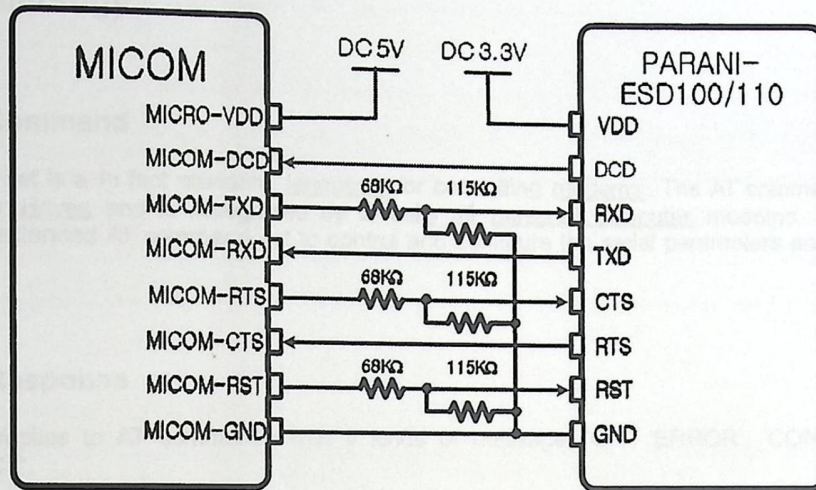 MICOM
DC 5V
DC 3.3V
PARANI-
ESD100/110
MICRO-VDD
VDD
MICOM-DCD
DCD
MICOM-TXD
68KΩ
115KΩ
RXD
MICOM-RXD
TXD
MICOM-RTS
68KΩ
115KΩ
CTS
MICOM-CTS
RTS
MICOM-RST
68KΩ
115KΩ
RST
MICOM-GND
GND